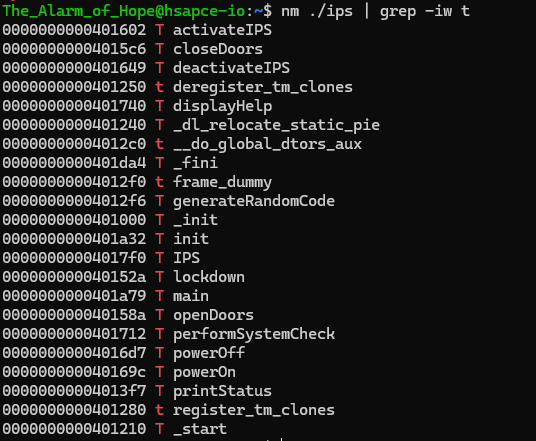 The_Alarm_of_Hope@hsapce-io:~$ nm ./ips | grep -iw t
0000000000401602 T activateIPS
00000000004015c6 T closeDoors
0000000000401649 T deactivateIPS
0000000000401250 t deregister_tm_clones
0000000000401740 T displayHelp
0000000000401240 T _dl_relocate_static_pie
00000000004012c0 t __do_global_dtors_aux
0000000000401da4 T _fini
00000000004012f0 t frame_dummy
00000000004012f6 T generateRandomCode
0000000000401000 T _init
0000000000401a32 T init
00000000004017f0 T IPS
000000000040152a T lockdown
0000000000401a79 T main
000000000040158a T openDoors
0000000000401712 T performSystemCheck
00000000004016d7 T powerOff
000000000040169c T powerOn
00000000004013f7 T printStatus
0000000000401280 t register_tm_clones
0000000000401210 T _start